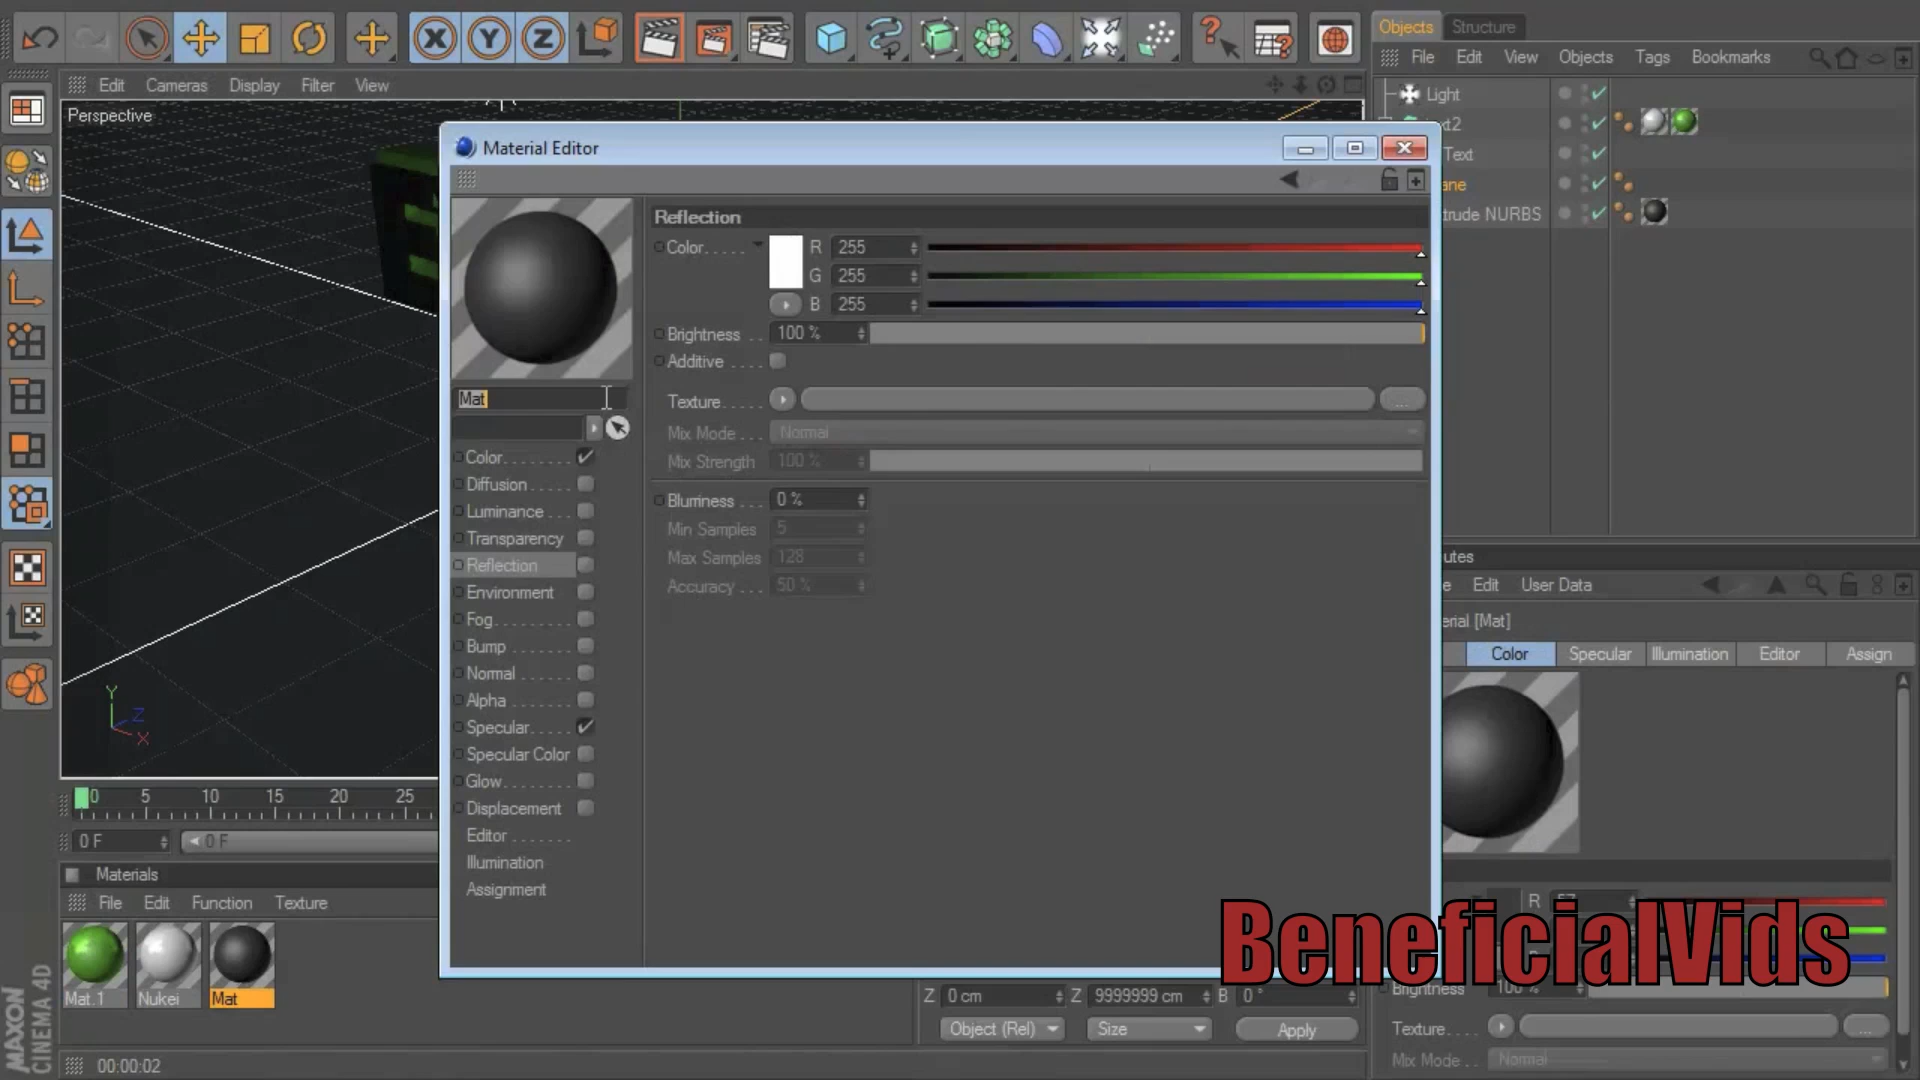 Objects Structure
Edit Cameras Display Filter View
File Edit View Objects Tags Bookmarks
Perspective
Light
Text
Material Editor
Reflection
Color..... R 255
G 255
B 255
Brightness .. 100 %
Additive ....
Mat
Texture.....
Mix Mode ... Normal
Mix Strength 100 %
Color........
Blurriness ... 0 %
Diffusion .....
Luminance ....
Min Samples 5
Transparency
Max Samples 128
Reflection
Accuracy ... 50 %
Environment
Fog.........
Bump .......
Normal ......
Alpha .......
Specular.....
Specular Color
Glow.........
Displacement
Editor .......
Illumination
Assignment
Edit User Data
[Mat]
Color Specular Illumination Editor Assign
0 5 10 15 20 25
0 F 0 F
Materials
File Edit Function Texture
Mat.1 Nukei Mat
R 57
BeneficialVids
Z 0 cm Z 9999999 cm B 0 °
Brightness 100 %
Object (Rel) Size Apply
Texture....
Mix Mode .. Normal
00:00:02
MAXON
CINEMA 4D